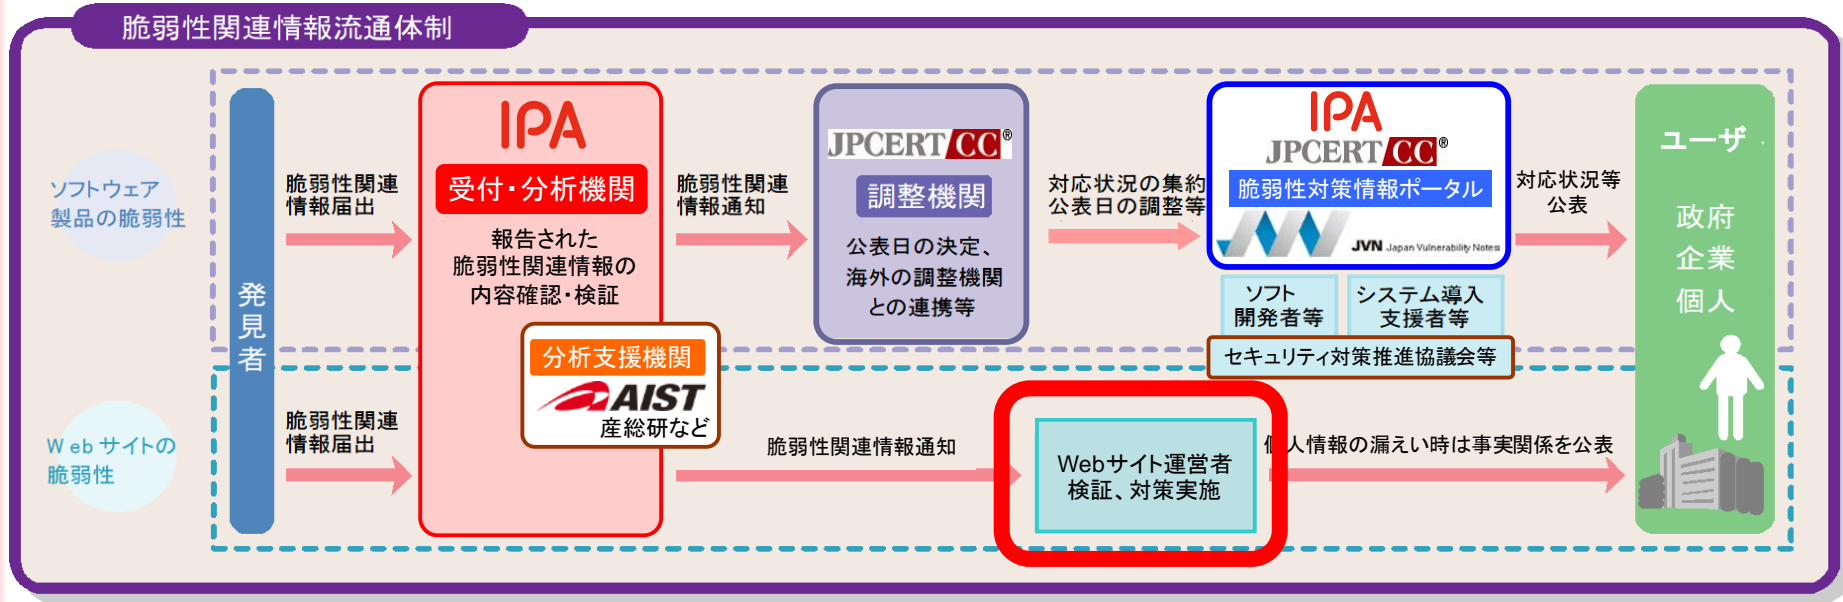 脆弱性関連情報流通体制
ソフトウェア
製品の脆弱性
Webサイトの
脆弱性
発見者
脆弱性関連
情報届出
脆弱性関連
情報届出
IPA
受付・分析機関
報告された
脆弱性関連情報の
内容確認・検証
分析支援機関
AIST
産総研など
脆弱性関連
情報通知
JPCERT CC®
調整機関
公表日の決定、
海外の調整機関
との連携等
対応状況の集約
公表日の調整等
IPA
JPCERT CC®
脆弱性対策情報ポータル
JVN Japan Vulnerability Notes
ソフト
開発者等
システム導入
支援者等
セキュリティ対策推進協議会等
対応状況等
公表
脆弱性関連情報通知
Webサイト運営者
検証、対策実施
個人情報の漏えい時は事実関係を公表
ユーザ
政府
企業
個人